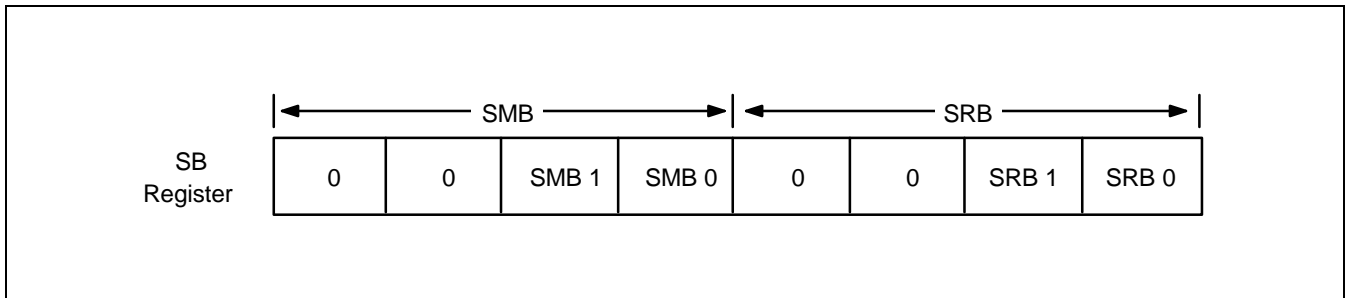 SMB SRB
SB
Register
0 0 SMB 1 SMB 0 0 0 SRB 1 SRB 0